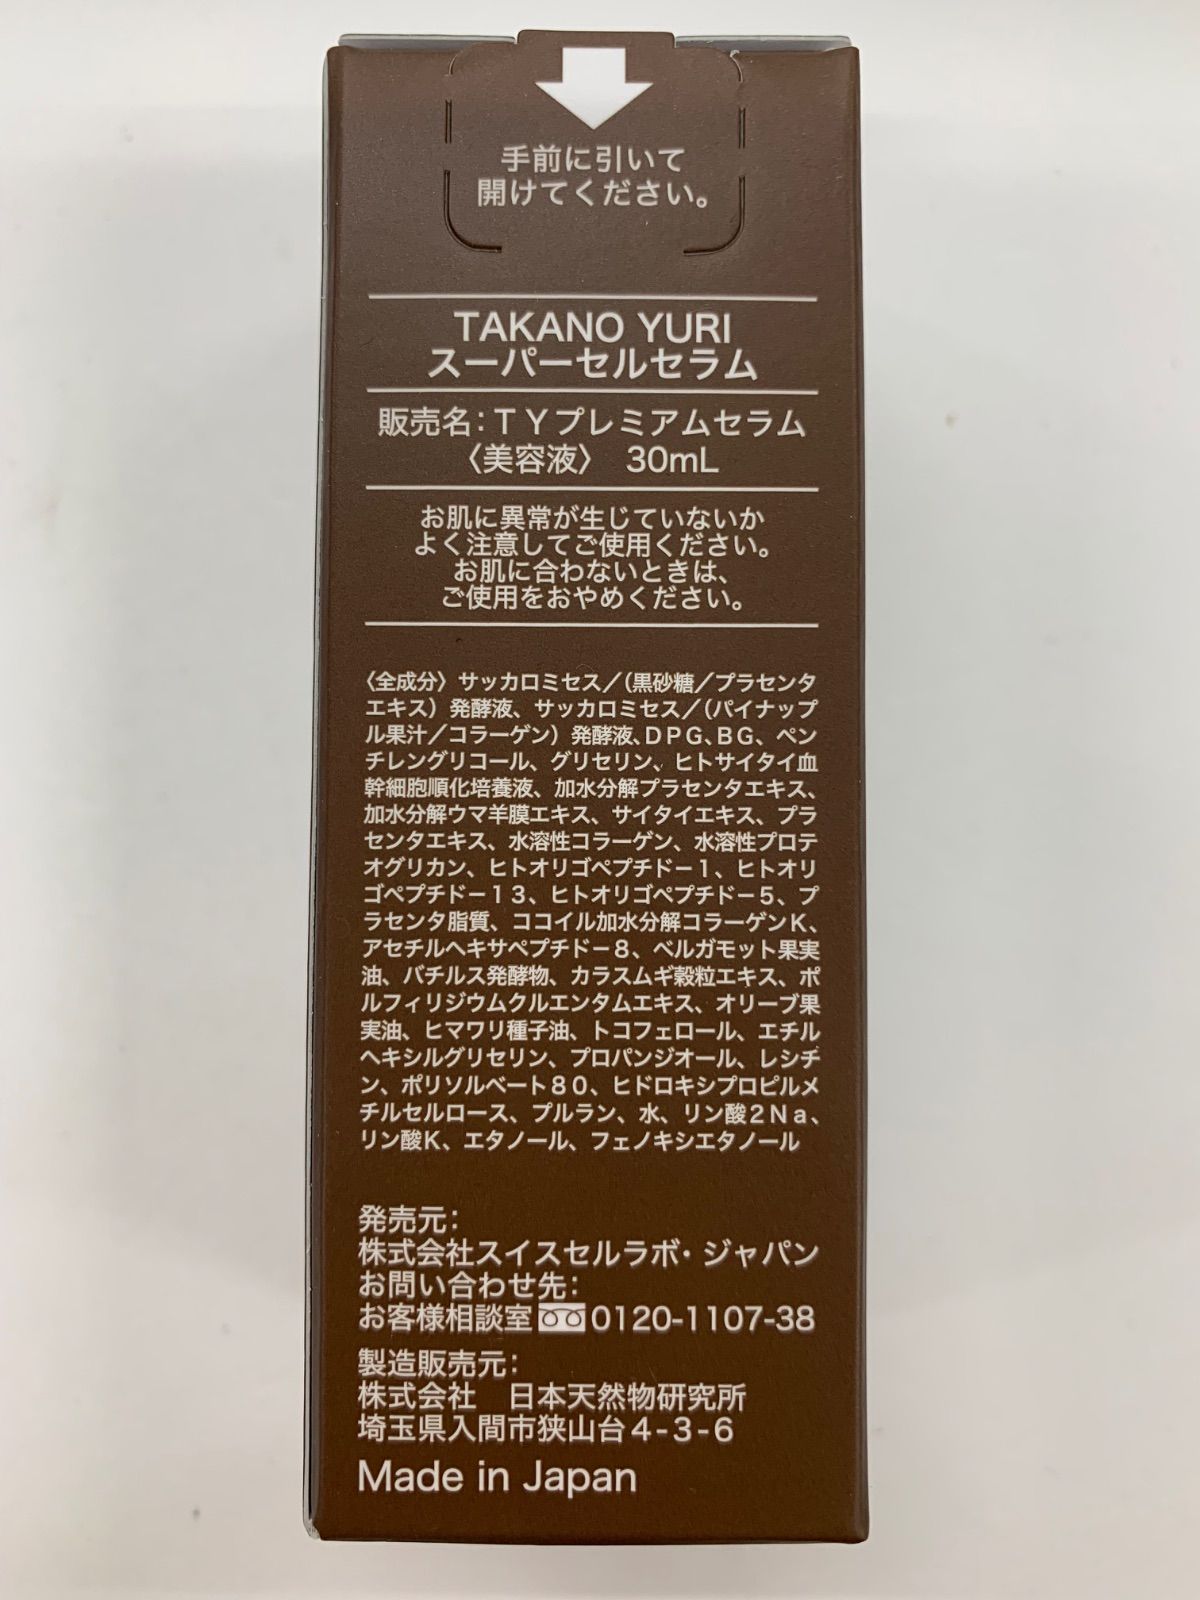 手前に引いて
開けてください。
TAKANO YURI
スーパーセルセラム
販売名：ＴＹプレミアムセラム
〈美容液〉 30mL
お肌に異常が生じていないか
よく注意してご使用ください。
お肌に合わないときは、
ご使用をおやめください。
〈全成分〉サッカロミセス／（黒砂糖／プラセンタ
エキス）発酵液、サッカロミセス／（パイナップ
ル果汁／コラーゲン）発酵液、ＤＰＧ、ＢＧ、ペン
チレングリコール、グリセリン、ヒトサイタイ血
幹細胞順化培養液、加水分解プラセンタエキス、
加水分解ウマ羊膜エキス、サイタイエキス、プラ
センタエキス、水溶性コラーゲン、水溶性プロテ
オグリカン、ヒトオリゴペプチド－１、ヒトオリ
ゴペプチド－１３、ヒトオリゴペプチド－５、プ
ラセンタ脂質、ココイル加水分解コラーゲンＫ、
アセチルヘキサペプチド－８、ベルガモット果実
油、バチルス発酵物、カラスムギ穀粒エキス、ポ
ルフィリジウムクルエンタムエキス、オリーブ果
実油、ヒマワリ種子油、トコフェロール、エチル
ヘキシルグリセリン、プロパンジオール、レシチ
ン、ポリソルベート８０、ヒドロキシプロピルメ
チルセルロース、プルラン、水、リン酸２Ｎａ、
リン酸Ｋ、エタノール、フェノキシエタノール
発売元：
株式会社スイスセルラボ・ジャパン
お問い合わせ先：
お客様相談室 0120-1107-38
製造販売元：
株式会社　日本天然物研究所
埼玉県入間市狭山台４-３-６
Made in Japan